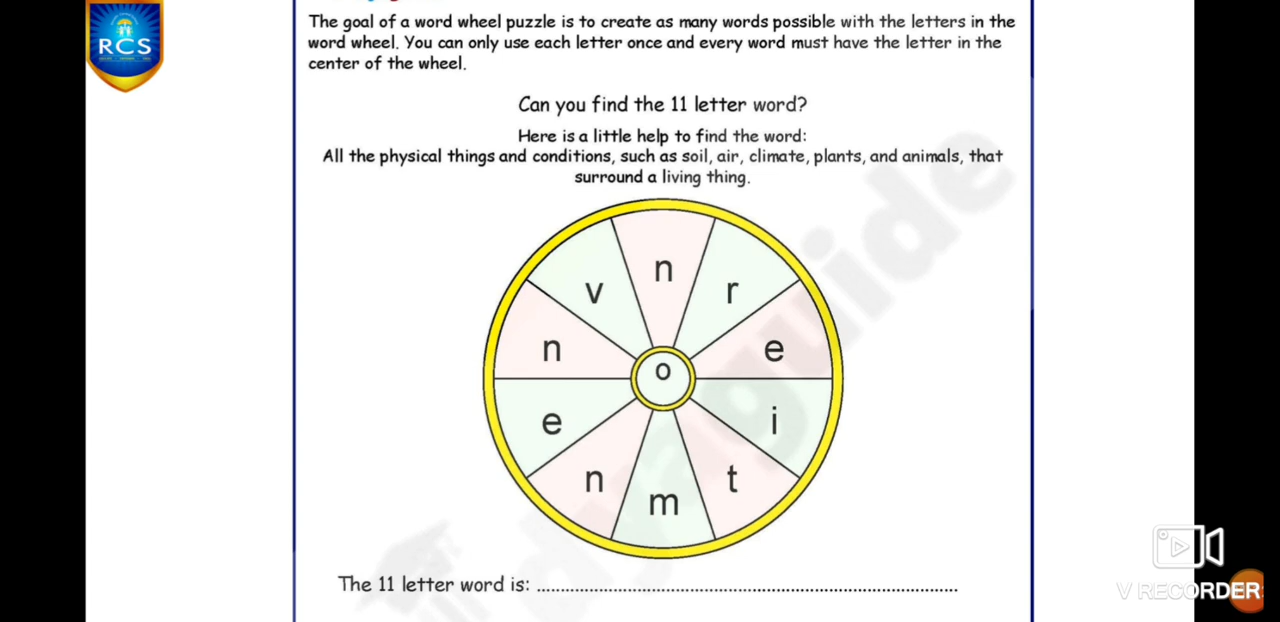 RCS
The goal of a word wheel puzzle is to create as many words possible with the letters in the
word wheel. You can only use each letter once and every word must have the letter in the
center of the wheel.
Can you find the 11 letter word?
Here is a little help to find the word:
All the physical things and conditions, such as soil, air, climate, plants, and animals, that
surround a living thing.
n
r
e
i
t
m
n
e
n
v
o
The 11 letter word is: ................................................................
V RECORDER